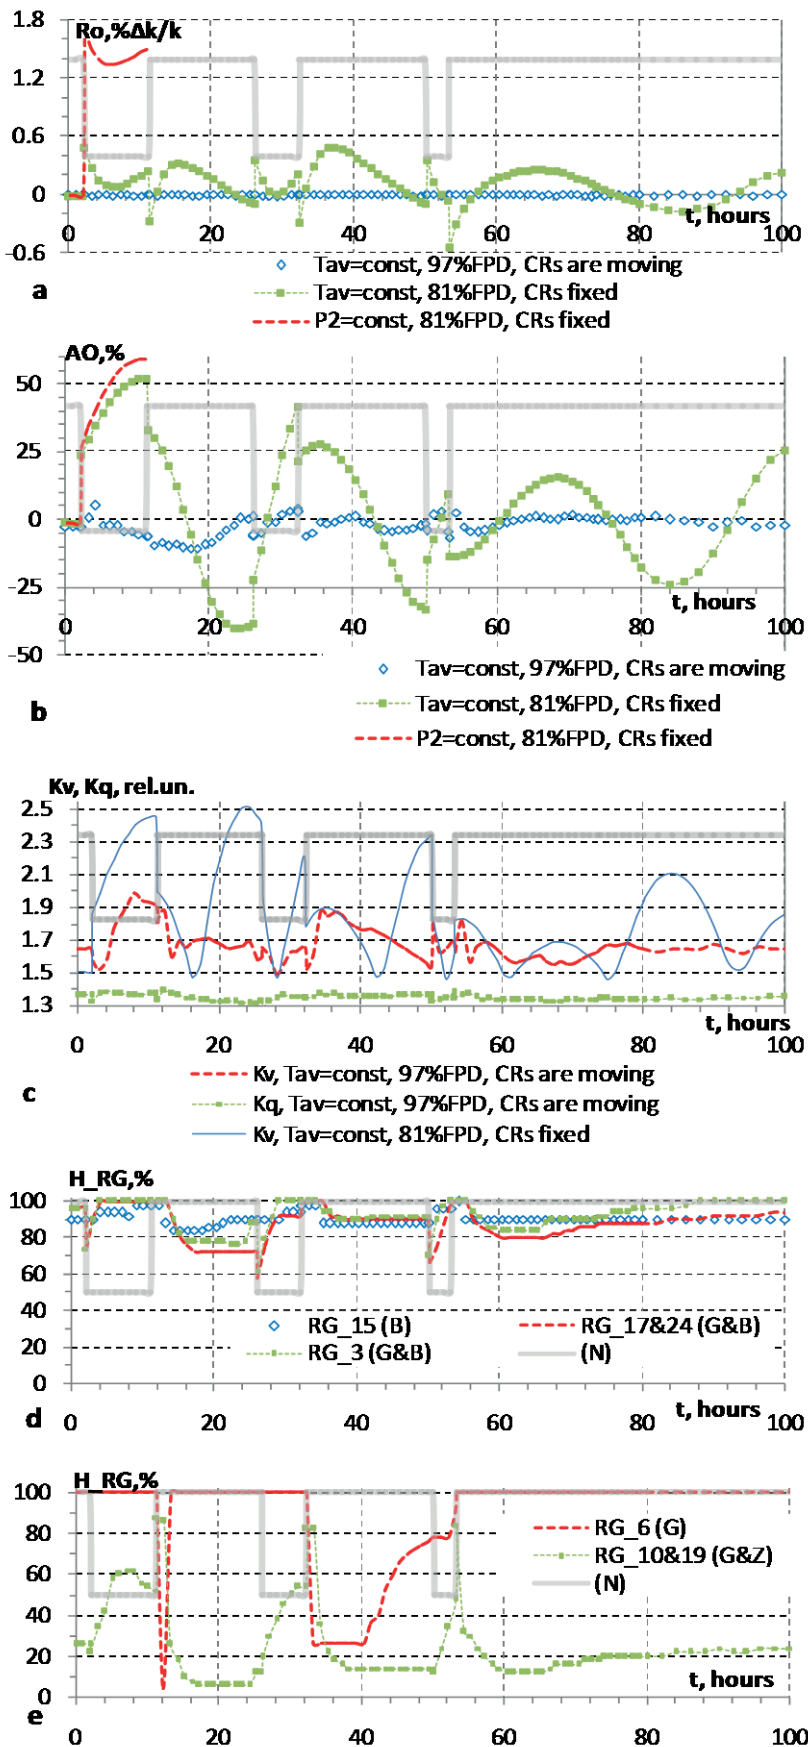 Ro,%Δk/k
1.8
1.2
0.6
0
−0.6
0 20 40 60 80 100
t, hours
Tav=const, 97%FPD, CRs are moving
Tav=const, 81%FPD, CRs fixed
P2=const, 81%FPD, CRs fixed
a
AO,%
50
25
0
−25
−50
t, hours
0 20 40 60 80 100
Tav=const, 97%FPD, CRs are moving
Tav=const, 81%FPD, CRs fixed
P2=const, 81%FPD, CRs fixed
b
Kv, Kq, rel.un.
2.5
2.3
2.1
1.9
1.7
1.5
1.3
t, hours
0 20 40 60 80 100
Kv, Tav=const, 97%FPD, CRs are moving
Kq, Tav=const, 97%FPD, CRs are moving
Kv, Tav=const, 81%FPD, CRs fixed
c
H_RG,%
100
80
60
40
20
0
RG_15 (B)
RG_17&24 (G&B)
RG_3 (G&B)
(N)
0 20 40 60 80 100
t, hours
d
H_RG,%
100
80
60
40
20
0
RG_6 (G)
RG_10&19 (G&Z)
(N)
t, hours
0 20 40 60 80 100
e